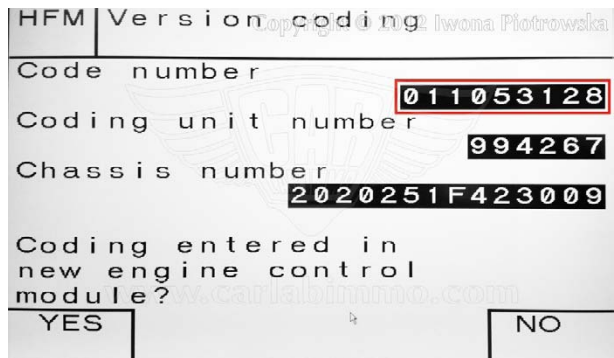 HFM Version coding
Copyright © 2012 Iwona Piotrowska
Code number
011053128
Coding unit number
994267
Chassis number
2020251F423009
Coding entered in
new engine control
module?
www.carlabimmo.com
YES NO